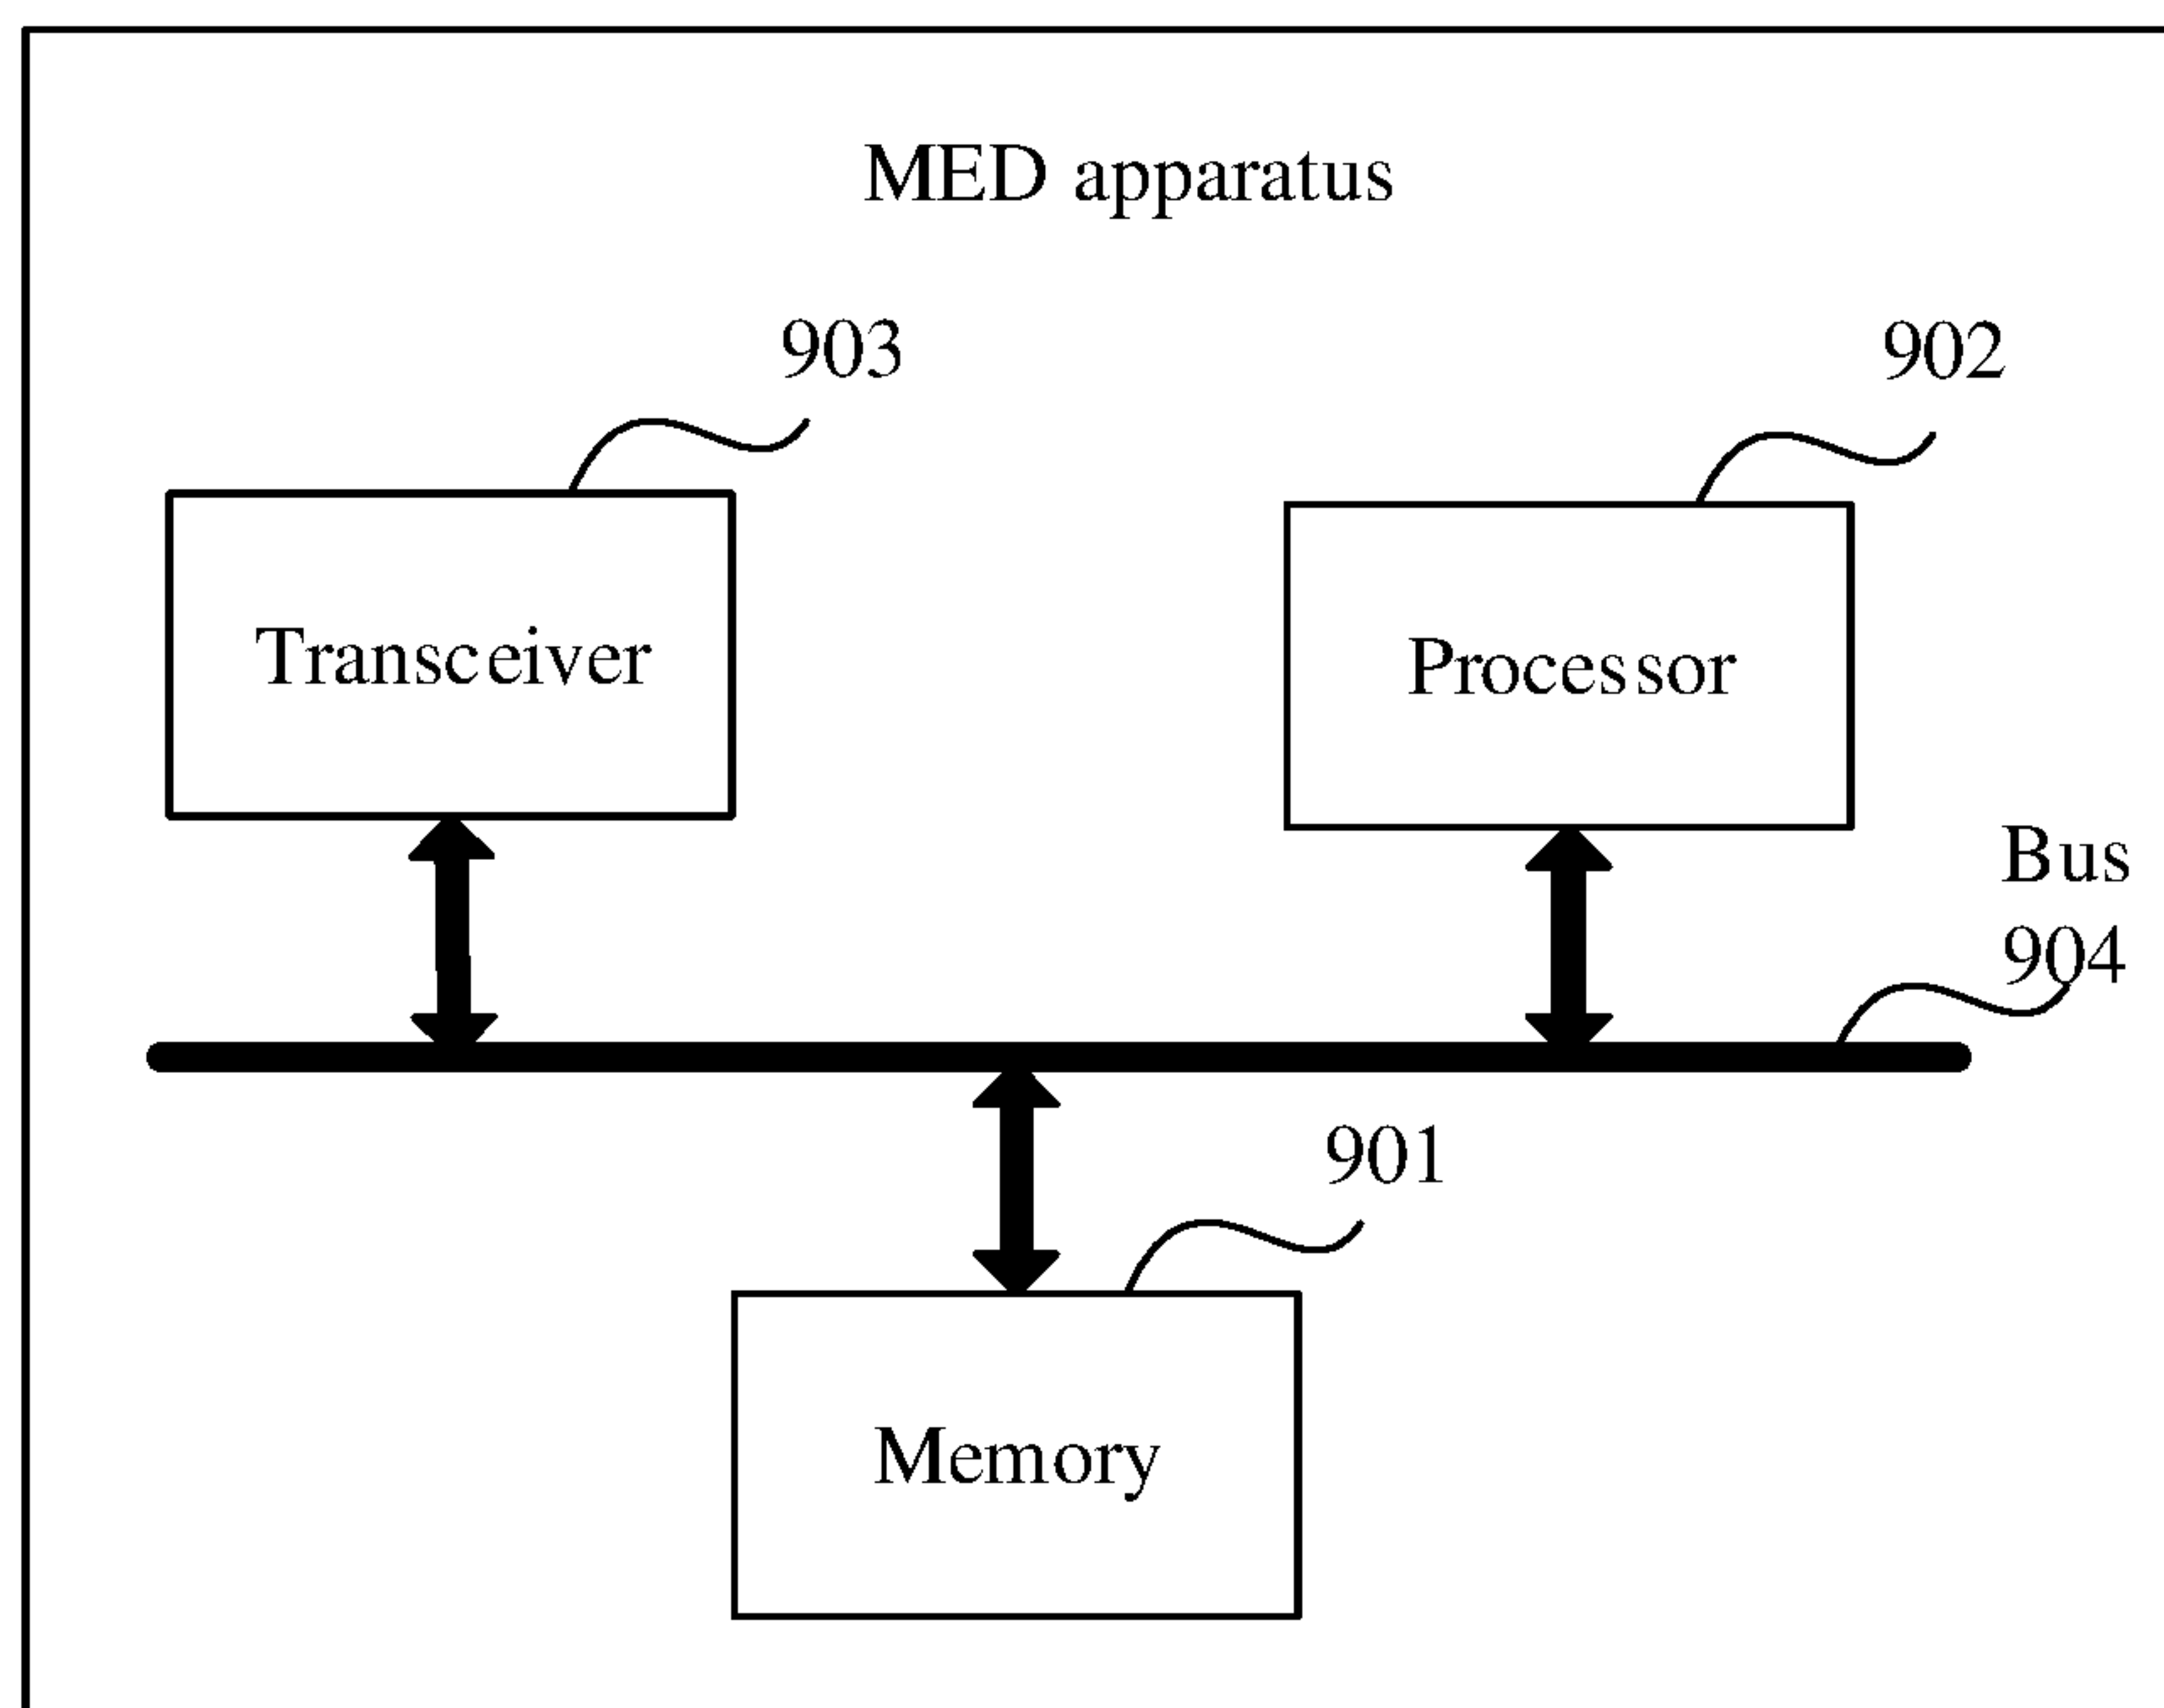 MED apparatus
903
902
Transceiver
Processor
Bus
904
901
Memory